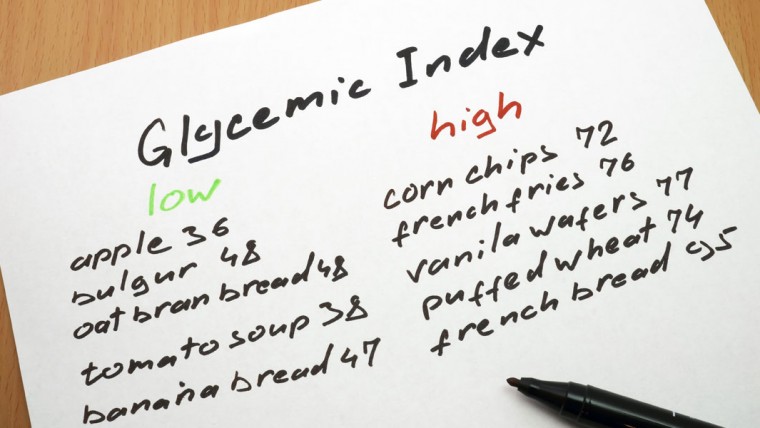 Glycemic Index
low
apple 36
bulgur 48
oat bran bread 48
tomato soup 38
banana bread 47
high
corn chips 72
french fries 76
vanila wafers 77
puffed wheat 74
french bread 95